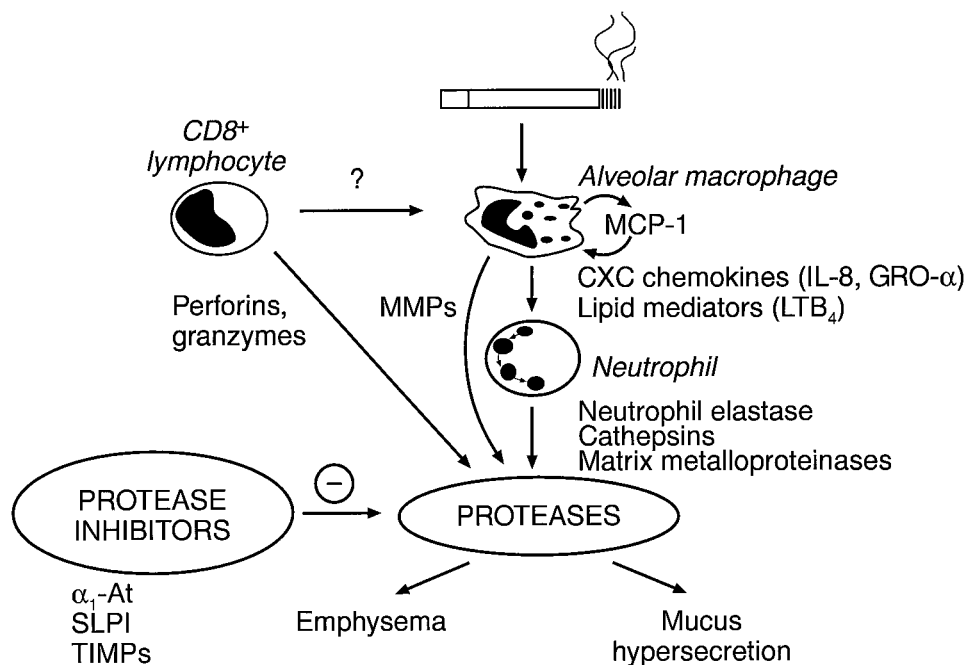 CD8+
lymphocyte
?
Alveolar macrophage
MCP-1
CXC chemokines (IL-8, GRO-α)
Lipid mediators (LTB4)
Perforins,
granzymes
MMPs
Neutrophil
Neutrophil elastase
Cathepsins
Matrix metalloproteinases
−
PROTEASE
INHIBITORS
PROTEASES
α1-At
SLPI
TIMPs
Emphysema
Mucus
hypersecretion